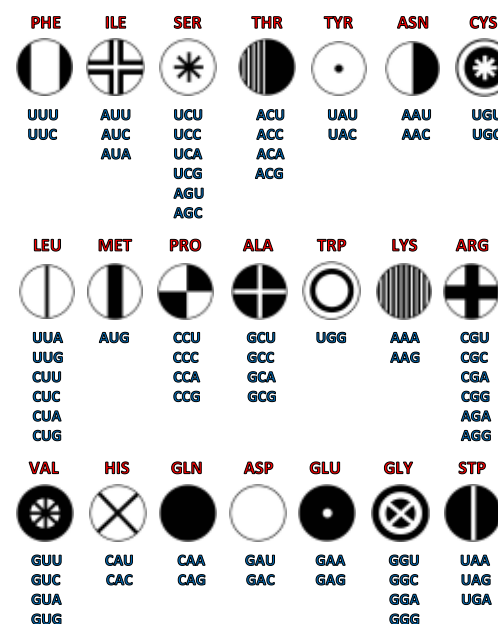 PHE ILE SER THR TYR ASN CYS
UUU AUU UCU ACU UAU AAU UGU
UUC AUC UCC ACC UAC AAC UGC
AUA UCA ACA
UCG ACG
AGU
AGC
LEU MET PRO ALA TRP LYS ARG
UUA AUG CCU GCU UGG AAA CGU
UUG CCC GCC AAG CGC
CUU CCA GCA CGA
CUC CCG GCG CGG
CUA AGA
CUG AGG
VAL HIS GLN ASP GLU GLY STP
GUU CAU CAA GAU GAA GGU UAA
GUC CAC CAG GAC GAG GGC UAG
GUA GGA UGA
GUG GGG